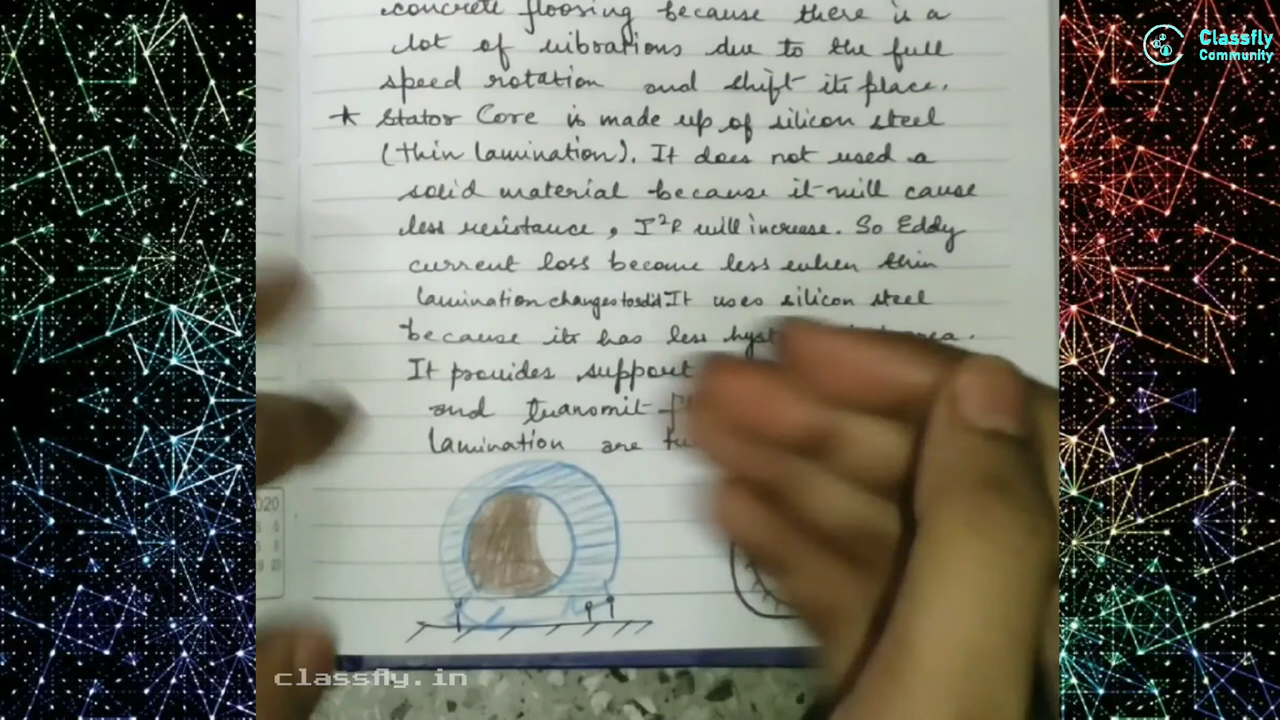 concrete floosing because there is a
lot of vibrations due to the full
speed rotation and shift its place.
* Stator Core is made up of silicon steel
(thin lamination). It does not used a
solid material because it will cause
less resistance, I²R will increase. So Eddy
current loss become less when thin
lamination changes to solid It uses silicon steel
because its has less
It provides support
and transmit
lamination are
classfly.in
Classfly
Community